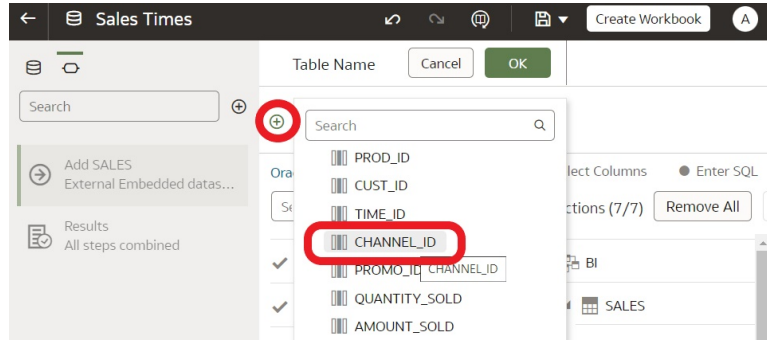 Sales Times
Create Workbook
A
Table Name
Cancel
OK
Search
Search
PROD_ID
CUST_ID
TIME_ID
CHANNEL_ID
PROMO_ID
CHANNEL_ID
QUANTITY_SOLD
AMOUNT_SOLD
Add SALES
External Embedded datas...
Results
All steps combined
Ora
Se
lect Columns
Enter SQL
ctions (7/7)
Remove All
BI
SALES